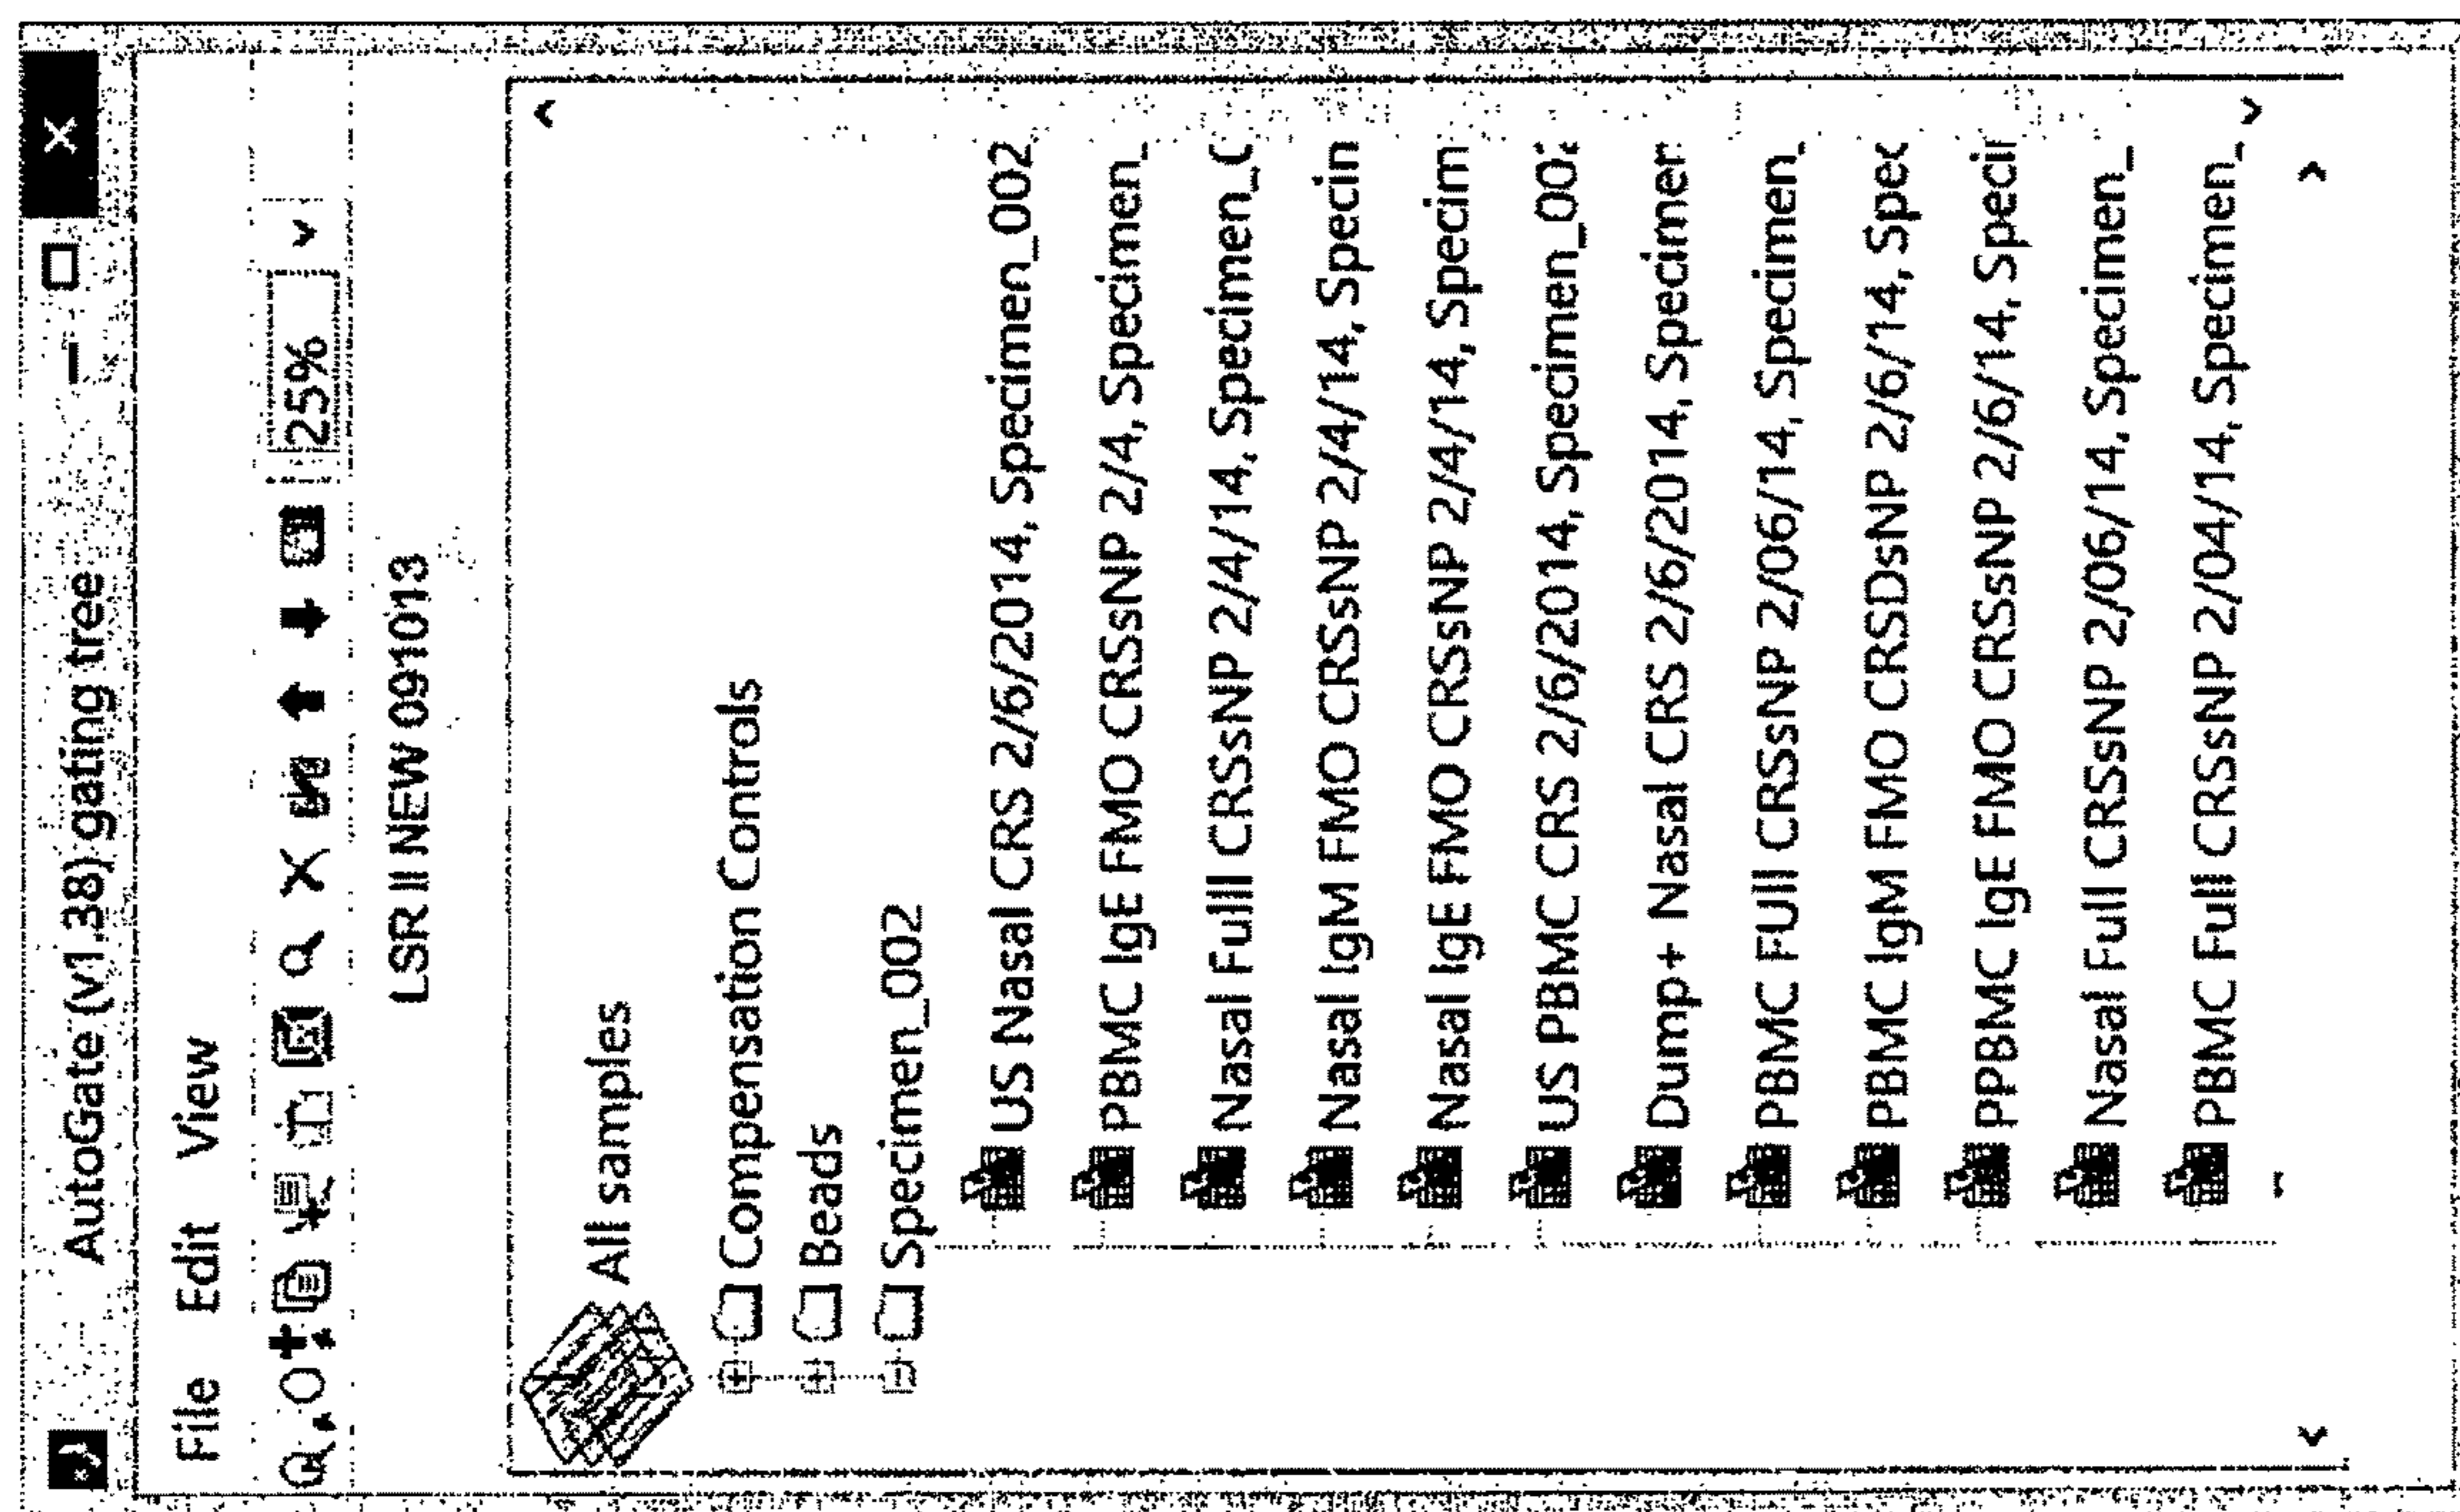 AutoGate (v1.38) gating tree
File Edit View
25%
LSR II NEW 091013
All samples
Compensation Controls
Beads
Specimen_002
US Nasal CRS 2/6/2014, Specimen_002
PBMC IgE FMO CRSsNP 2/4, Specimen_
Nasal Full CRSsNP 2/4/14, Specimen_
Nasal IgM FMO CRSsNP 2/4/14, Specin
Nasal IgE FMO CRSsNP 2/4/14, Specim
US PBMC CRS 2/6/2014, Specimen_002
Dump+ Nasal CRS 2/6/2014, Specimen
PBMC FUll CRSsNP 2/06/14, Specimen_
PBMC IgM FMO CRSDsNP 2/6/14, Spec
PPBMC IgE FMO CRSsNP 2/6/14, Specin
Nasal Full CRSsNP 2/06/14, Specimen_
PBMC Full CRSsNP 2/04/14, Specimen_